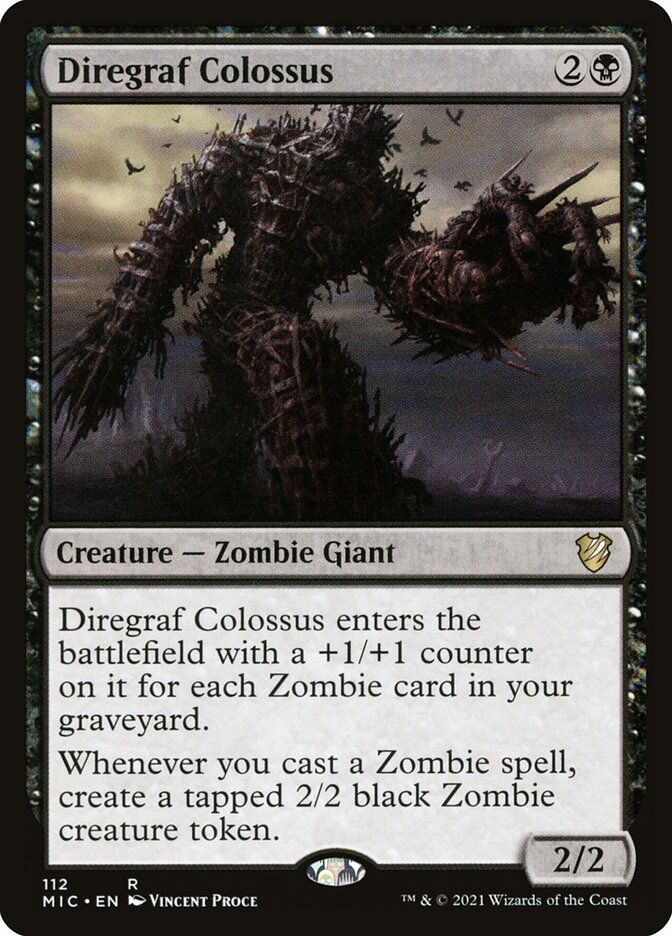 Diregraf Colossus 2
Creature — Zombie Giant
Diregraf Colossus enters the
battlefield with a +1/+1 counter
on it for each Zombie card in your
graveyard.
Whenever you cast a Zombie spell,
create a tapped 2/2 black Zombie
creature token.
2/2
112 R
MIC • EN Vincent Proce
™ & © 2021 Wizards of the Coast